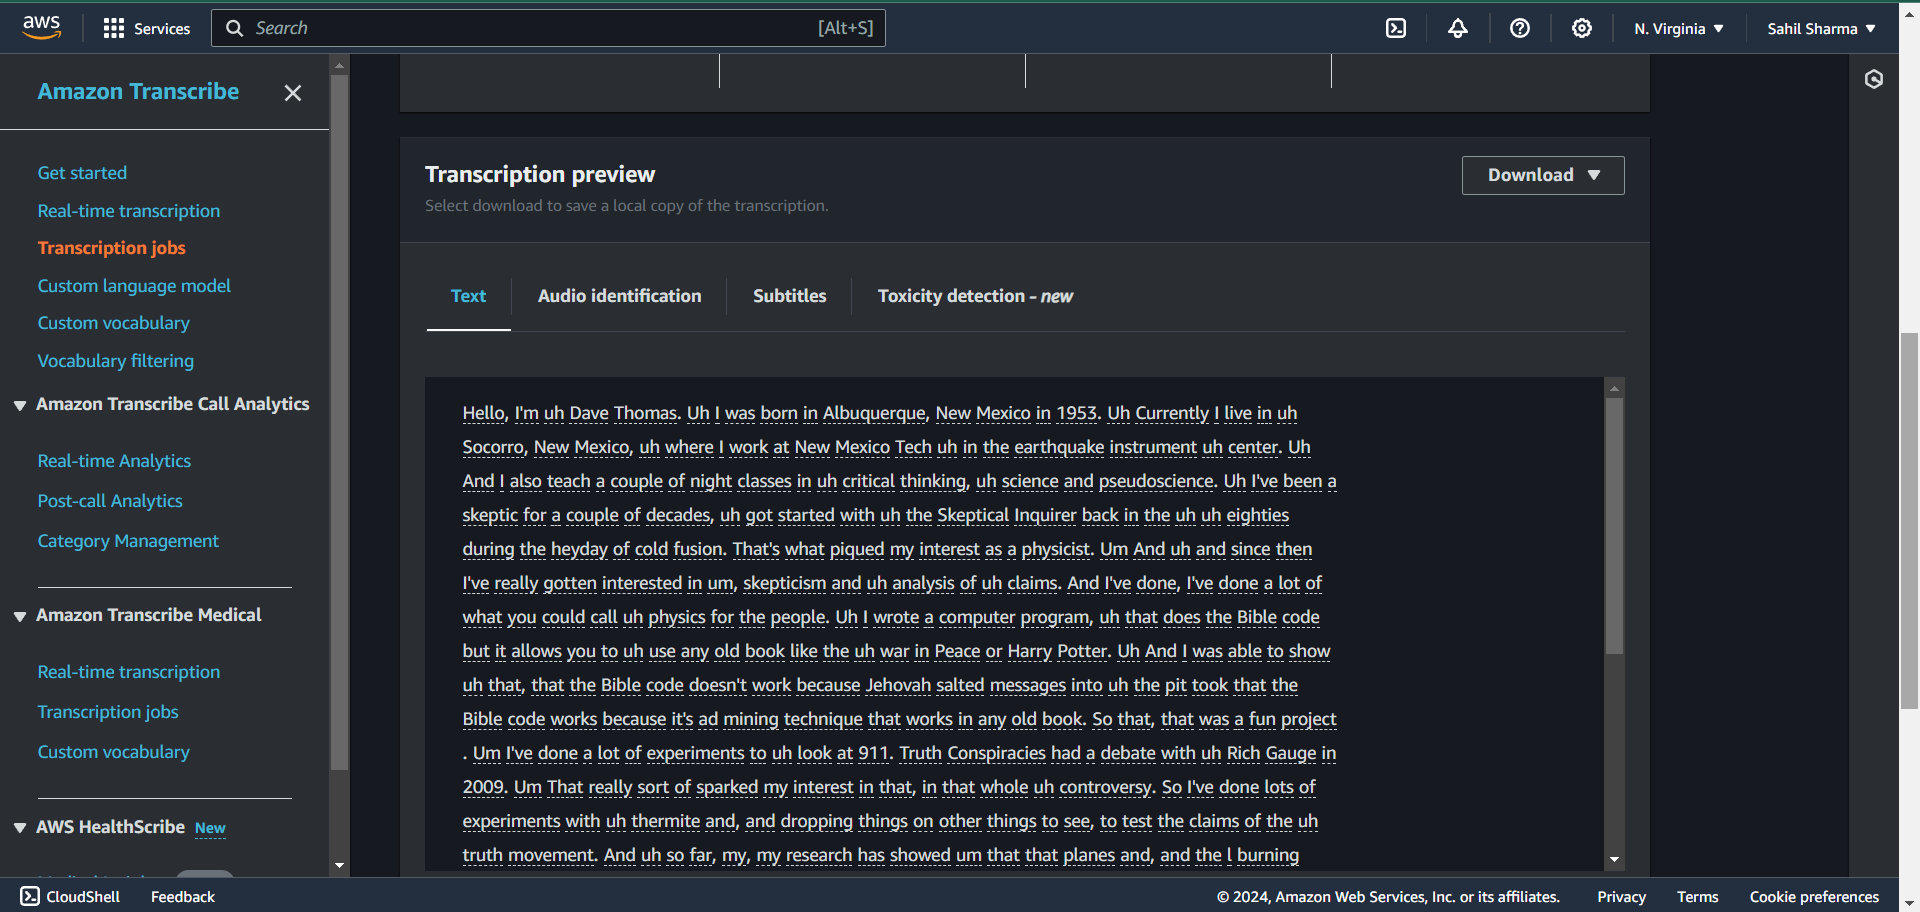 aws
Services
Search
[Alt+S]
N. Virginia
Sahil Sharma
Amazon Transcribe
Get started
Real-time transcription
Transcription jobs
Custom language model
Custom vocabulary
Vocabulary filtering
Amazon Transcribe Call Analytics
Real-time Analytics
Post-call Analytics
Category Management
Amazon Transcribe Medical
Real-time transcription
Transcription jobs
Custom vocabulary
AWS HealthScribe New
Transcription preview
Select download to save a local copy of the transcription.
Download
Text
Audio identification
Subtitles
Toxicity detection - new
Hello, I'm uh Dave Thomas. Uh I was born in Albuquerque, New Mexico in 1953. Uh Currently I live in uh
Socorro, New Mexico, uh where I work at New Mexico Tech uh in the earthquake instrument uh center. Uh
And I also teach a couple of night classes in uh critical thinking, uh science and pseudoscience. Uh I've been a
skeptic for a couple of decades, uh got started with uh the Skeptical Inquirer back in the uh uh eighties
during the heyday of cold fusion. That's what piqued my interest as a physicist. Um And uh and since then
I've really gotten interested in um, skepticism and uh analysis of uh claims. And I've done, I've done a lot of
what you could call uh physics for the people. Uh I wrote a computer program, uh that does the Bible code
but it allows you to uh use any old book like the uh war in Peace or Harry Potter. Uh And I was able to show
uh that, that the Bible code doesn't work because Jehovah salted messages into uh the pit took that the
Bible code works because it's ad mining technique that works in any old book. So that, that was a fun project
. Um I've done a lot of experiments to uh look at 911. Truth Conspiracies had a debate with uh Rich Gauge in
2009. Um That really sort of sparked my interest in that, in that whole uh controversy. So I've done lots of
experiments with uh thermite and, and dropping things on other things to see, to test the claims of the uh
truth movement. And uh so far, my, my research has showed um that that planes and, and the l burning
CloudShell
Feedback
© 2024, Amazon Web Services, Inc. or its affiliates.
Privacy
Terms
Cookie preferences